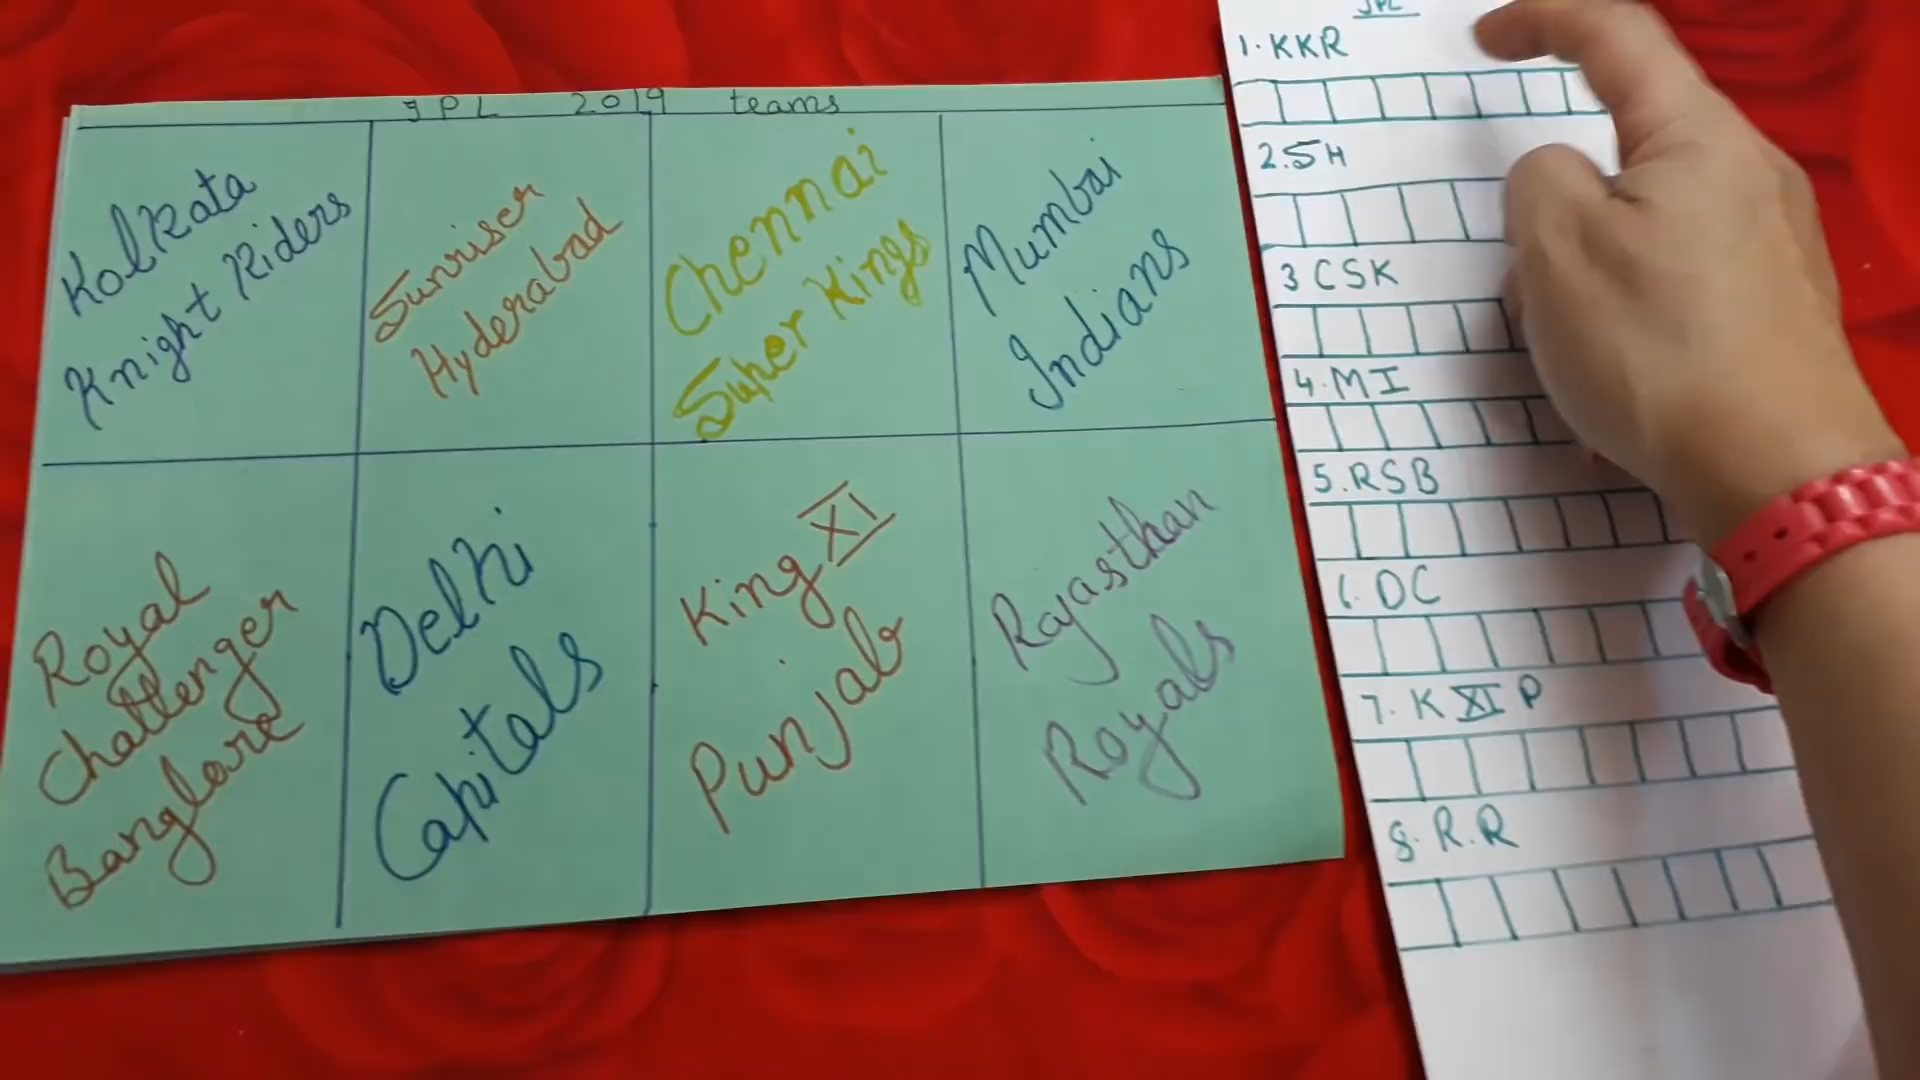 IPL 2019 teams
Kolkata
Knight Riders
Sunriser
Hyderabad
Chennai
Super Kings
Mumbai
Indians
Royal
Challenger
Banglore
Delhi
Capitals
King XI
Punjab
Rajasthan
Royals
IPL
1. KKR
2. SH
3 CSK
4. MI
5. RSB
6. DC
7. K XI P
8. R.R